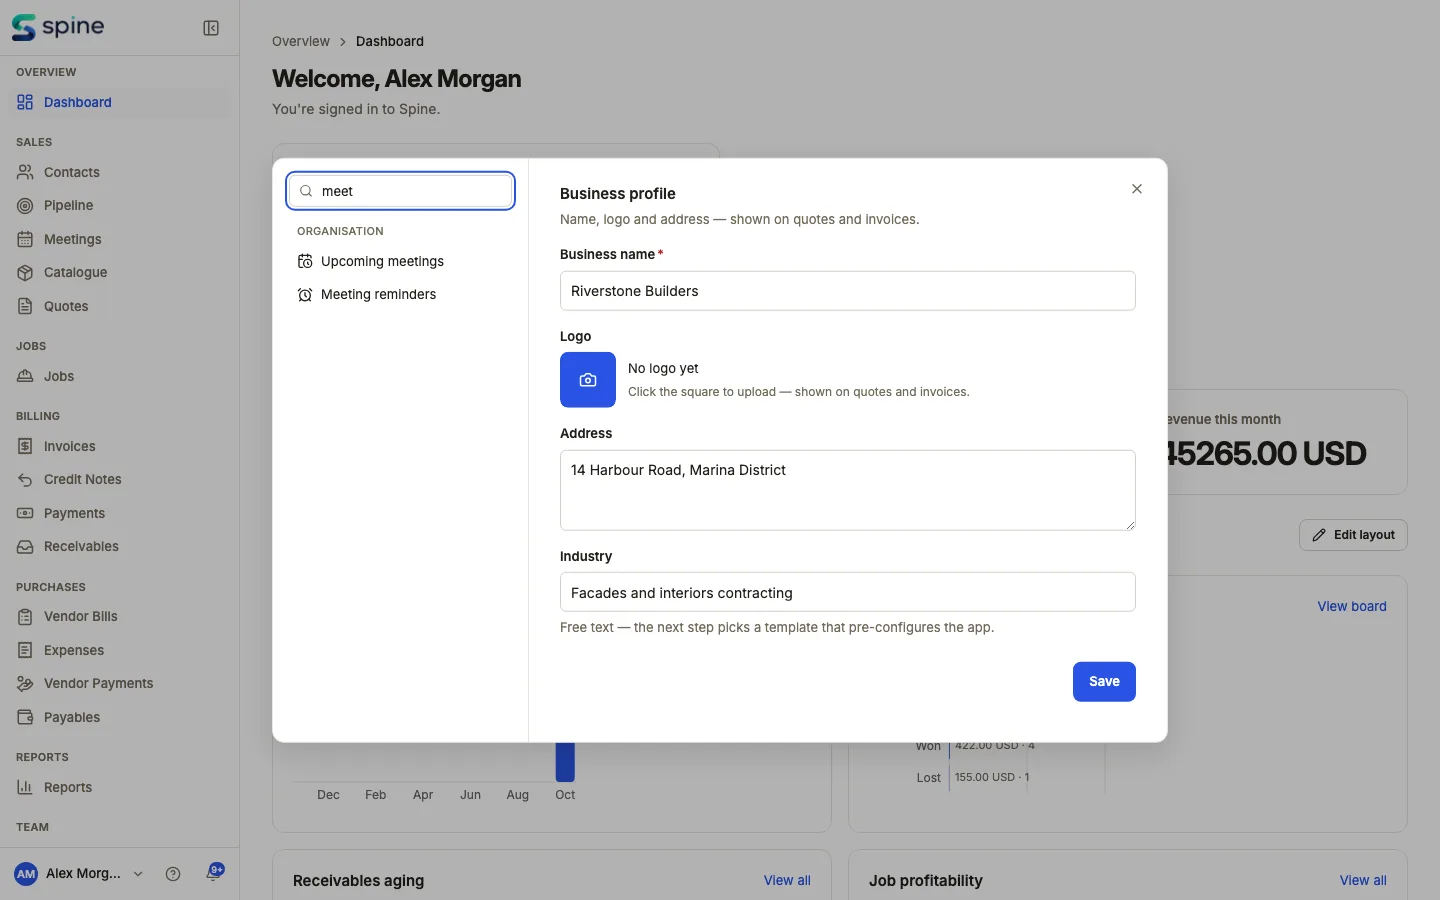 spine
OVERVIEW
Dashboard
SALES
Contacts
Pipeline
Meetings
Catalogue
Quotes
JOBS
Jobs
BILLING
Invoices
Credit Notes
Payments
Receivables
PURCHASES
Vendor Bills
Expenses
Vendor Payments
Payables
REPORTS
Reports
TEAM
AM Alex Morg... 9+
Overview > Dashboard
Welcome, Alex Morgan
You're signed in to Spine.
meet
ORGANISATION
Upcoming meetings
Meeting reminders
Business profile
Name, logo and address — shown on quotes and invoices.
Business name*
Riverstone Builders
Logo
No logo yet
Click the square to upload — shown on quotes and invoices.
Address
14 Harbour Road, Marina District
Industry
Facades and interiors contracting
Free text — the next step picks a template that pre-configures the app.
Save
evenue this month
45265.00 USD
Edit layout
View board
Won 422.00 USD · 4
Lost 155.00 USD · 1
Dec Feb Apr Jun Aug Oct
Receivables aging View all
Job profitability View all